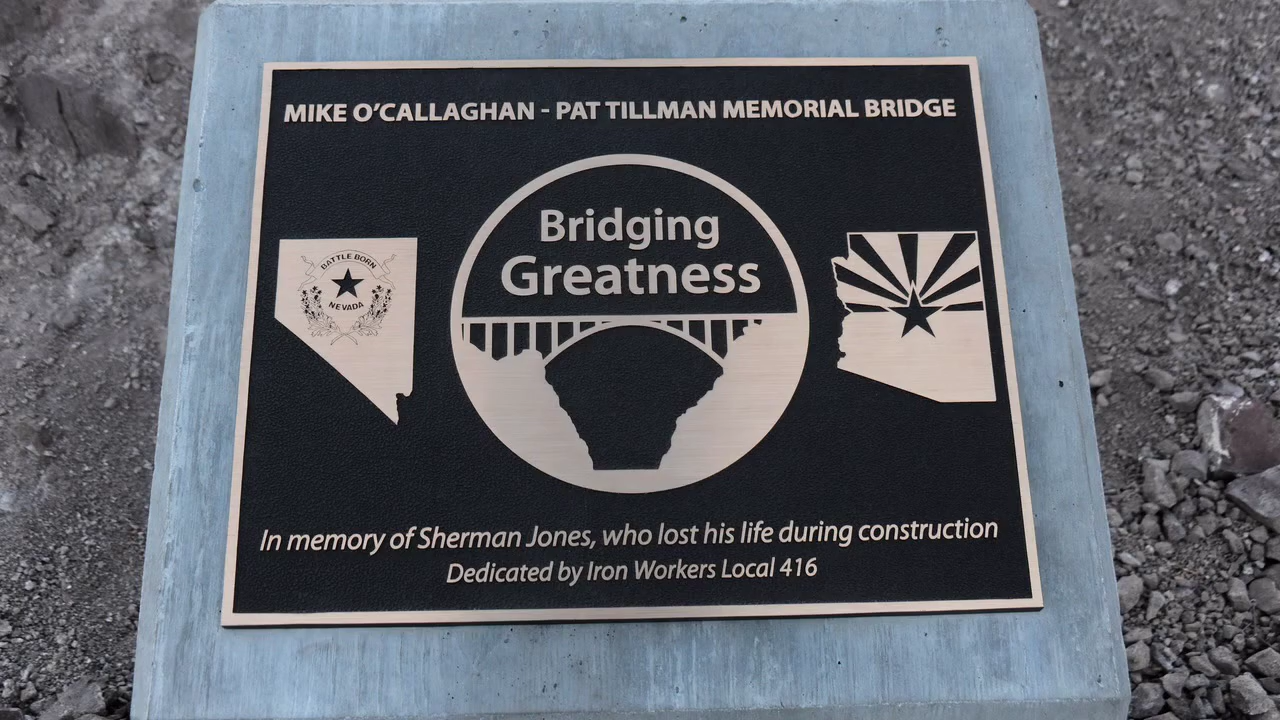 MIKE O'CALLAGHAN - PAT TILLMAN MEMORIAL BRIDGE
Bridging
Greatness
BATTLE BORN
NEVADA
In memory of Sherman Jones, who lost his life during construction
Dedicated by Iron Workers Local 416